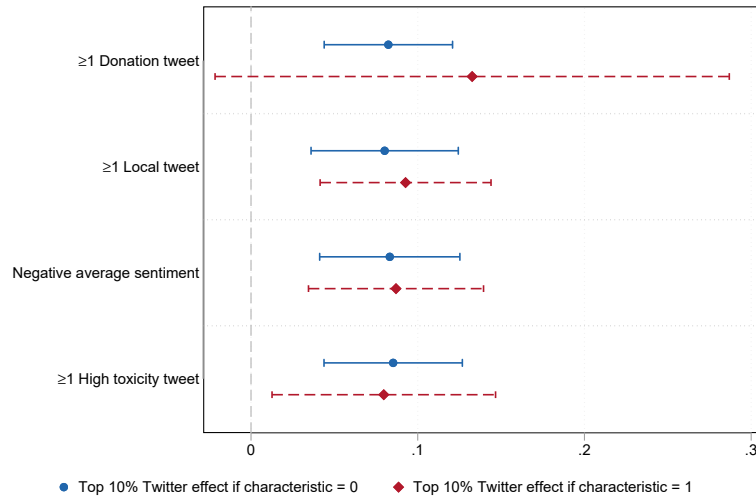 ≥1 Donation tweet
≥1 Local tweet
Negative average sentiment
≥1 High toxicity tweet
0 .1 .2 .3
Top 10% Twitter effect if characteristic = 0 Top 10% Twitter effect if characteristic = 1